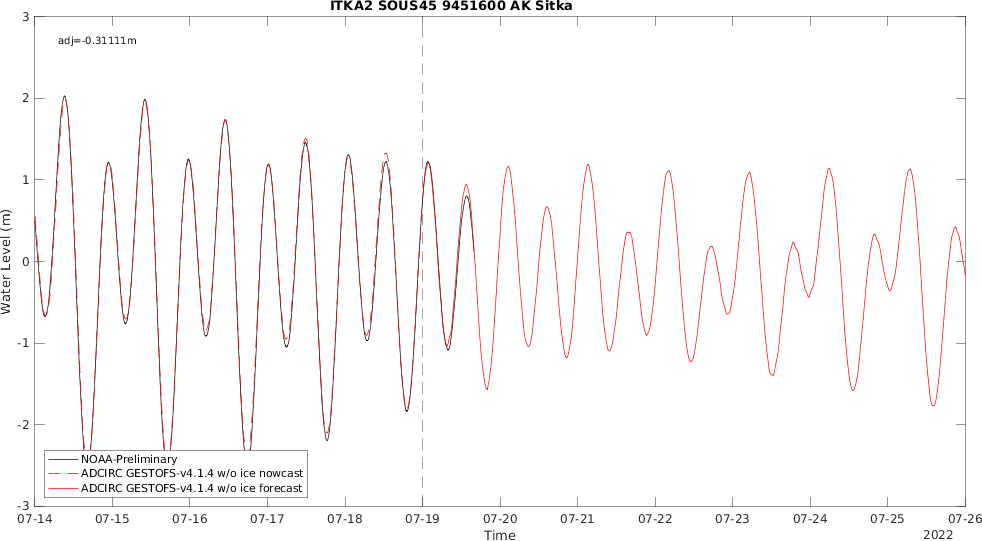 ITKA2 SOUS45 9451600 AK Sitka
adj=-0.31111m
3
2
1
0
-1
-2
-3
Water Level (m)
NOAA-Preliminary
ADCIRC GESTOFS-v4.1.4 w/o ice nowcast
ADCIRC GESTOFS-v4.1.4 w/o ice forecast
07-14 07-15 07-16 07-17 07-18 07-19 07-20 07-21 07-22 07-23 07-24 07-25 07-26
Time
2022